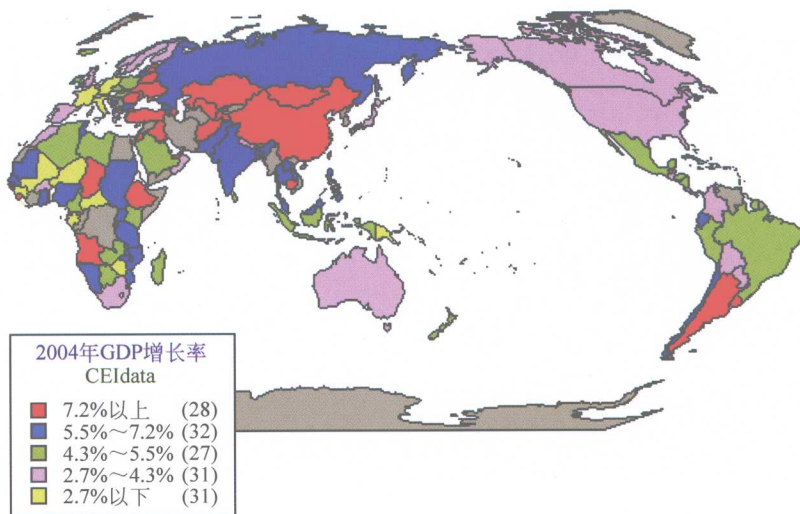 2004年GDP增长率
CEIdata
7.2%以上 (28)
5.5%～7.2% (32)
4.3%～5.5% (27)
2.7%～4.3% (31)
2.7%以下 (31)